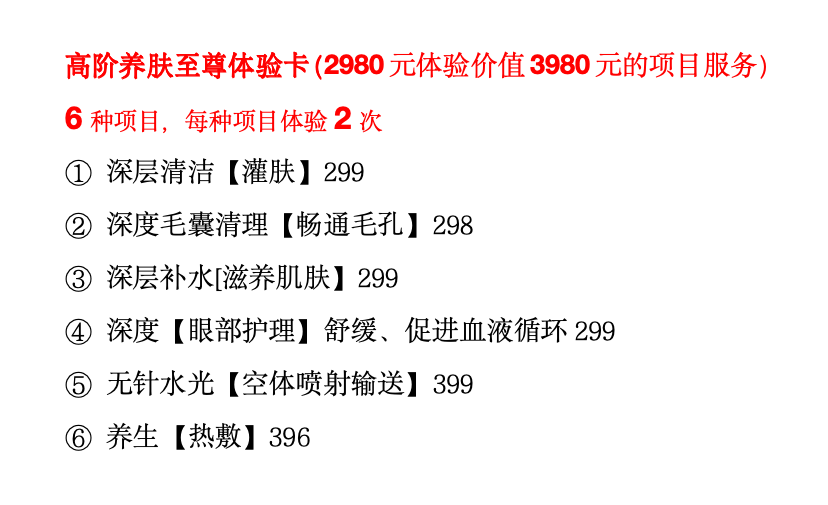 高阶养肤至尊体验卡(2980 元体验价值 3980 元的项目服务)
6 种项目，每种项目体验 2 次
① 深层清洁【灌肤】299
② 深度毛囊清理【畅通毛孔】298
③ 深层补水[滋养肌肤】299
④ 深度【眼部护理】舒缓、促进血液循环 299
⑤ 无针水光【空体喷射输送】399
⑥ 养生【热敷】396